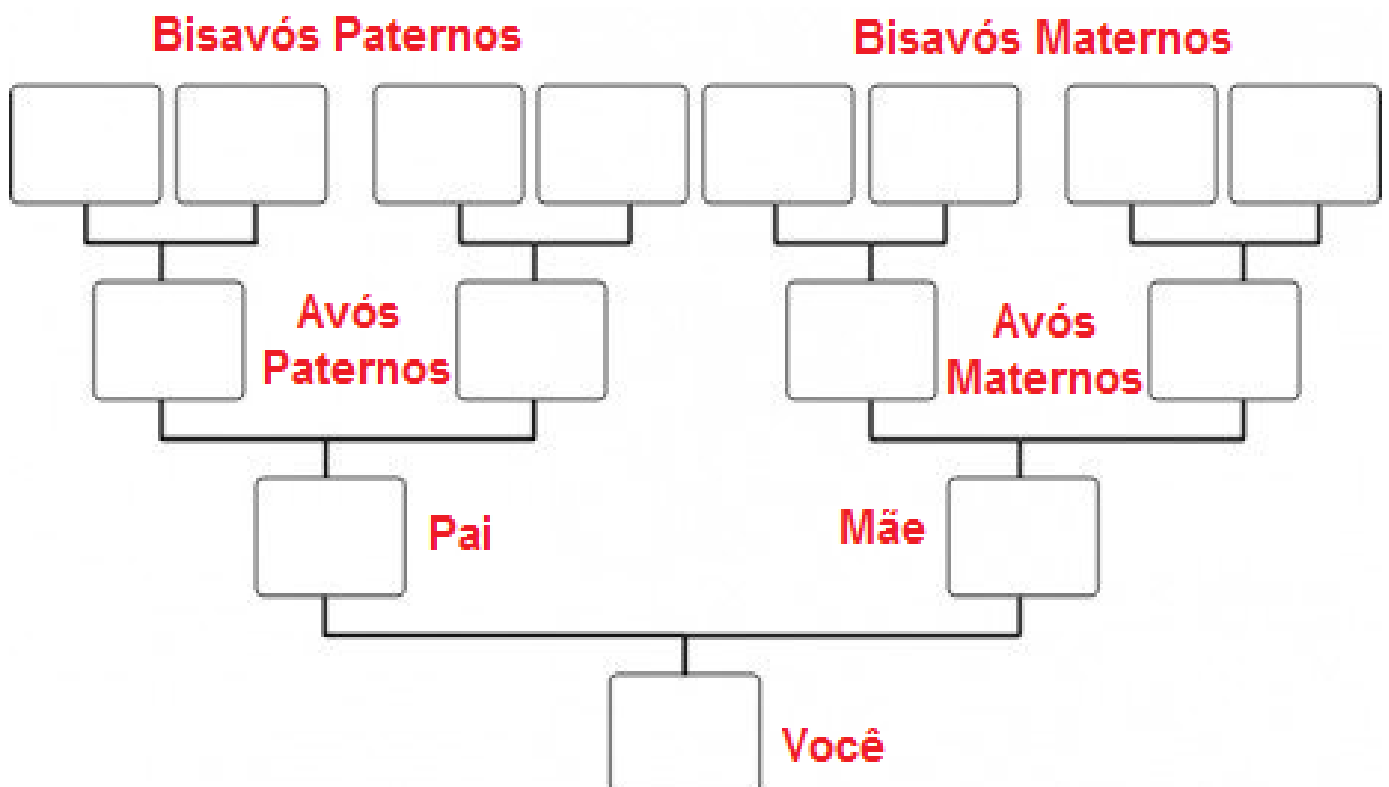 Bisavós Paternos
Bisavós Maternos
Avós
Paternos
Avós
Maternos
Pai
Mãe
Você